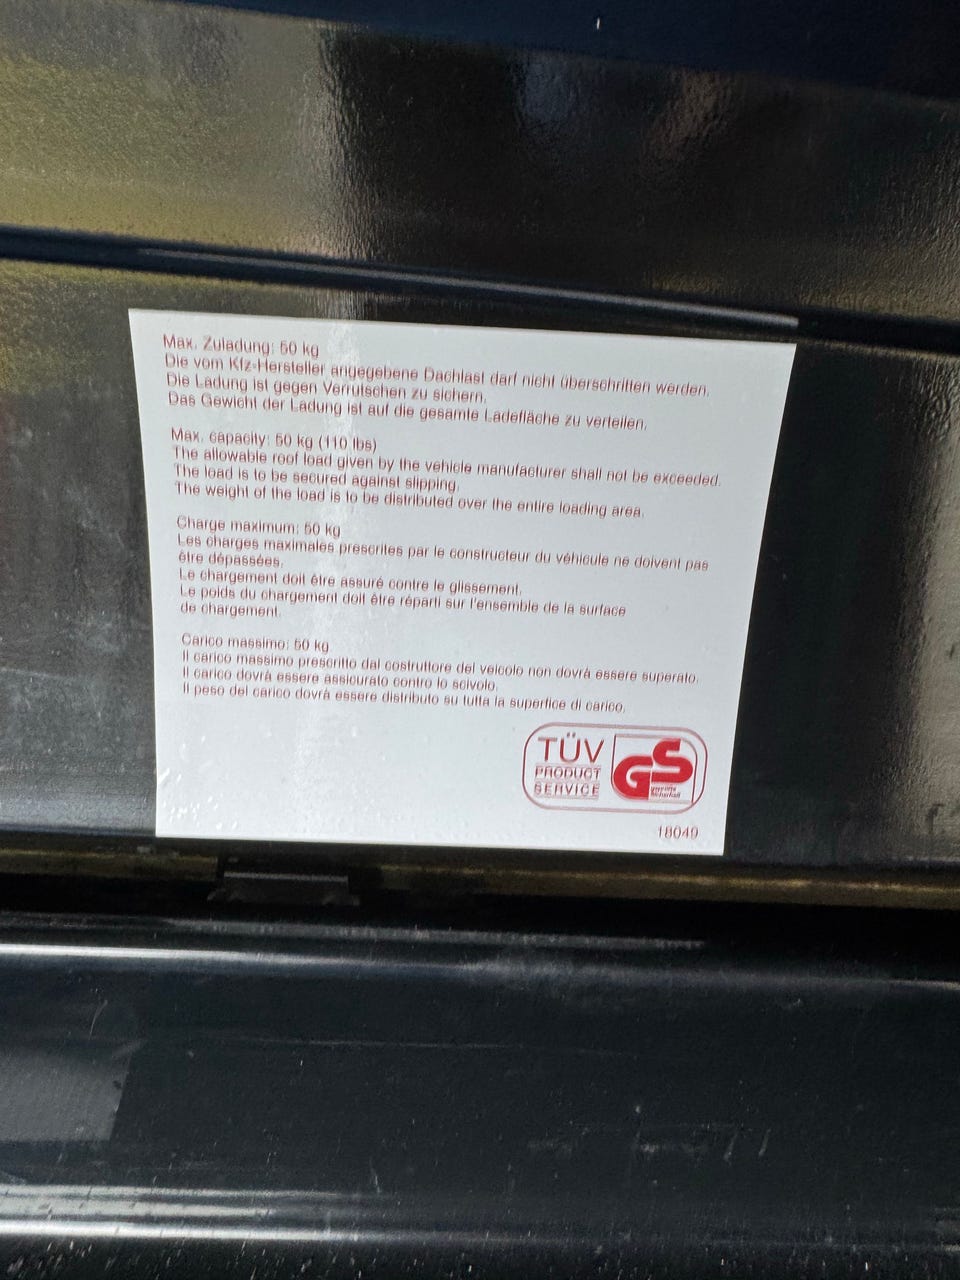 Max. Zuladung: 50 kg
Die vom Kfz-Hersteller angegebene Dachlast darf nicht überschritten werden.
Die Ladung ist gegen Verrutschen zu sichern.
Das Gewicht der Ladung ist auf die gesamte Ladefläche zu verteilen.
Max. capacity: 50 kg (110 lbs)
The allowable roof load given by the vehicle manufacturer shall not be exceeded.
The load is to be secured against slipping.
The weight of the load is to be distributed over the entire loading area.
Charge maximum: 50 kg
Les charges maximales prescrites par le constructeur du véhicule ne doivent pas
être dépassées.
Le chargement doit être assuré contre le glissement.
Le poids du chargement doit être réparti sur l'ensemble de la surface
de chargement.
Carico massimo: 50 kg
Il carico massimo prescritto dal costruttore del veicolo non dovrà essere superato.
Il carico dovrà essere assicurato contro lo scivolo.
Il peso del carico dovrà essere distributo su tutta la superfice di carico.
TÜV
PRODUCT
SERVICE
GS
geprüfte
Sicherheit
18049